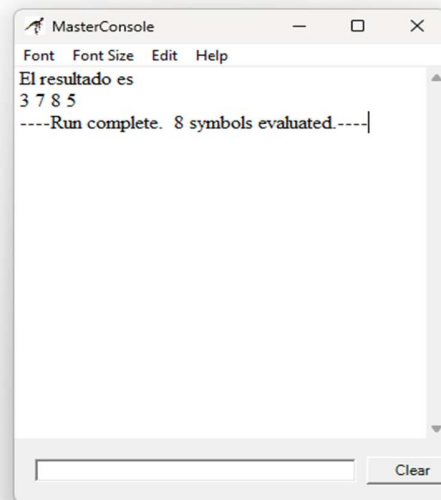 MasterConsole
Font Font Size Edit Help
El resultado es
3 7 8 5
----Run complete.  8 symbols evaluated.----
Clear